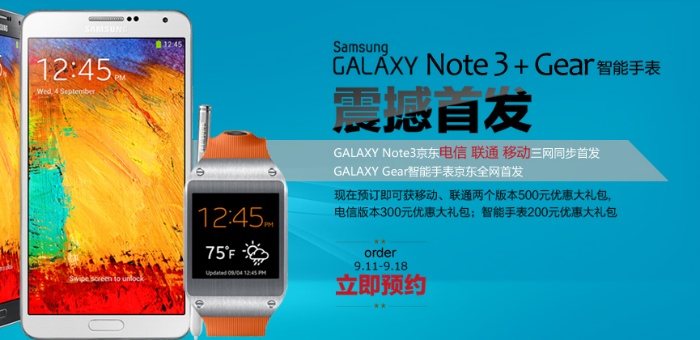 SAMSUNG
12:45
12:45 PM
Wed, 4 September
Swipe screen to unlock
12:45
75°F
Updated 09/04 12:45 PM
Samsung
GALAXY Note 3 + Gear 智能手表
震撼首发
GALAXY Note3京东电信 联通 移动三网同步首发
GALAXY Gear智能手表京东全网首发
现在预订即可获移动、联通两个版本500元优惠大礼包,
电信版本300元优惠大礼包；智能手表200元优惠大礼包
order
9.11-9.18
立即预约